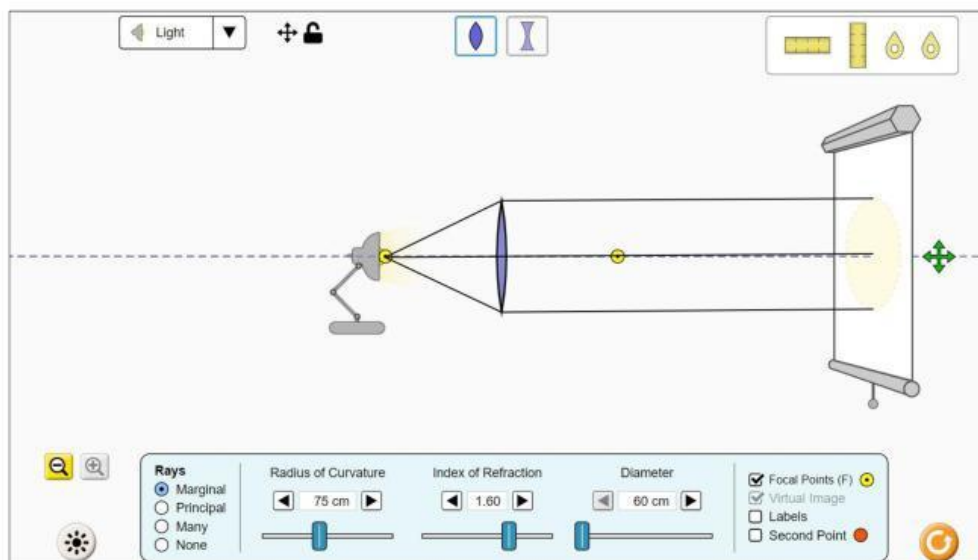 Light
Rays
Marginal
Principal
Many
None
Radius of Curvature
75 cm
Index of Refraction
1.60
Diameter
60 cm
Focal Points (F)
Virtual Image
Labels
Second Point